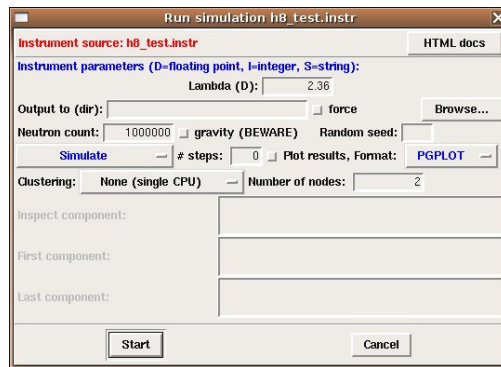 Run simulation h8_test.instr
Instrument source: h8_test.instr HTML docs
Instrument parameters (D=floating point, I=integer, S=string):
Lambda (D): 2.36
Output to (dir): force Browse...
Neutron count: 1000000 gravity (BEWARE) Random seed:
Simulate # steps: 0 Plot results, Format: PGPLOT
Clustering: None (single CPU) Number of nodes: 2
Inspect component:
First component:
Last component:
Start Cancel